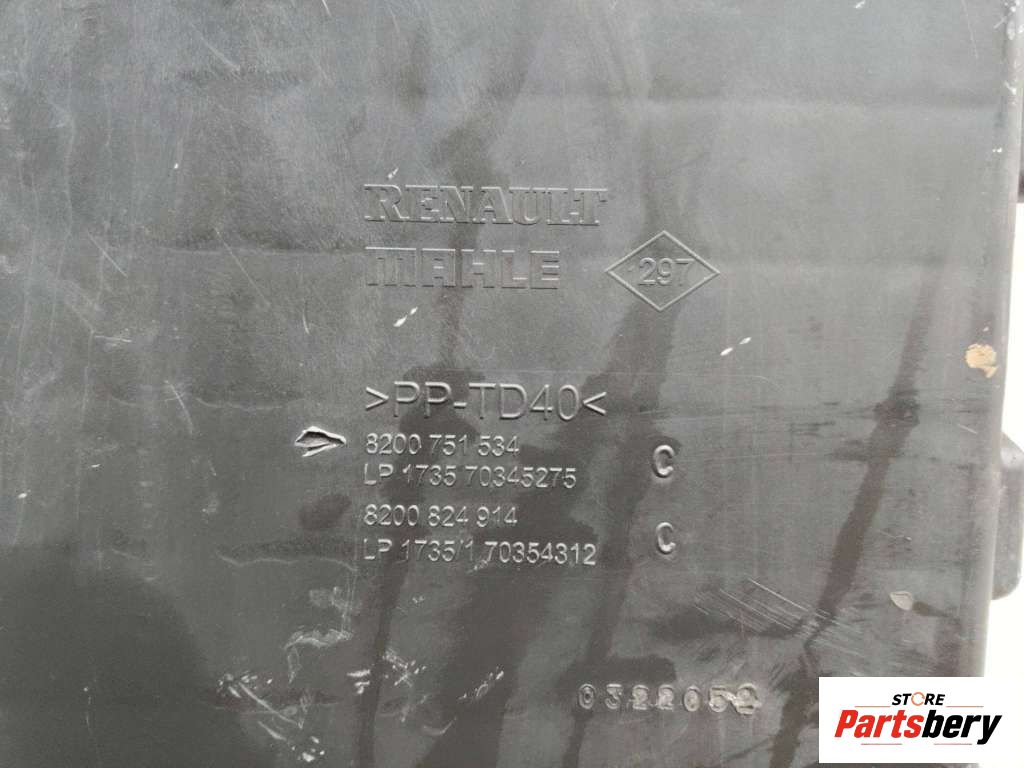 RENAULT
MAHLE
297
>PP-TD40<
8200 751 534 C
LP 1735 70345275
8200 824 914 C
LP 1735/1 70354312
0322052
STORE
Partsbery